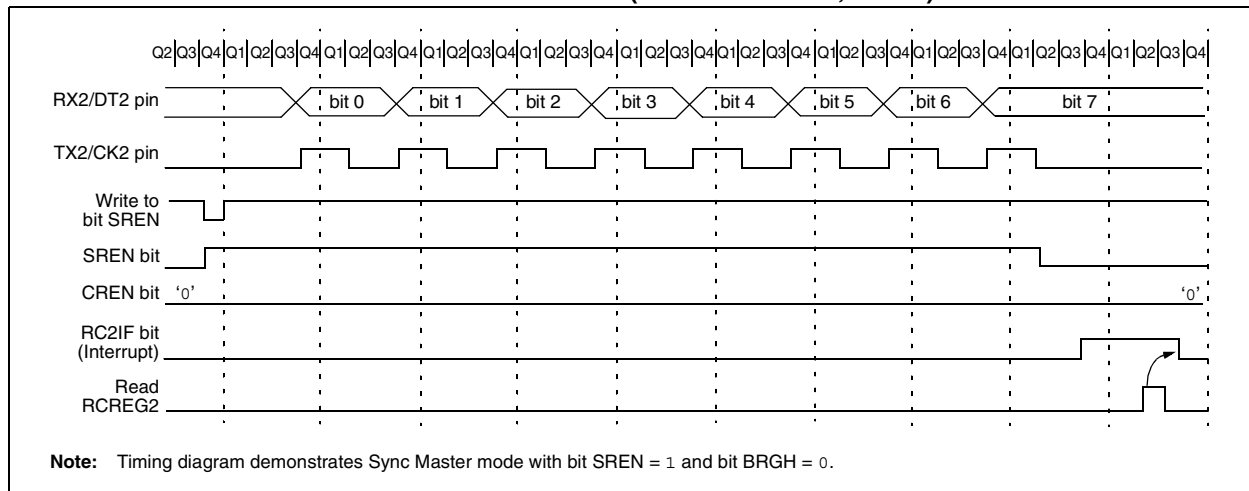 Q2 Q3 Q4 Q1 Q2 Q3 Q4 Q1 Q2 Q3 Q4 Q1 Q2 Q3 Q4 Q1 Q2 Q3 Q4 Q1 Q2 Q3 Q4 Q1 Q2 Q3 Q4 Q1 Q2 Q3 Q4 Q1 Q2 Q3 Q4 Q1 Q2 Q3 Q4 Q1 Q2 Q3 Q4
RX2/DT2 pin bit 0 bit 1 bit 2 bit 3 bit 4 bit 5 bit 6 bit 7
TX2/CK2 pin
Write to
bit SREN
SREN bit
CREN bit ‘0’ ‘0’
RC2IF bit
(Interrupt)
Read
RCREG2
Note: Timing diagram demonstrates Sync Master mode with bit SREN = 1 and bit BRGH = 0.